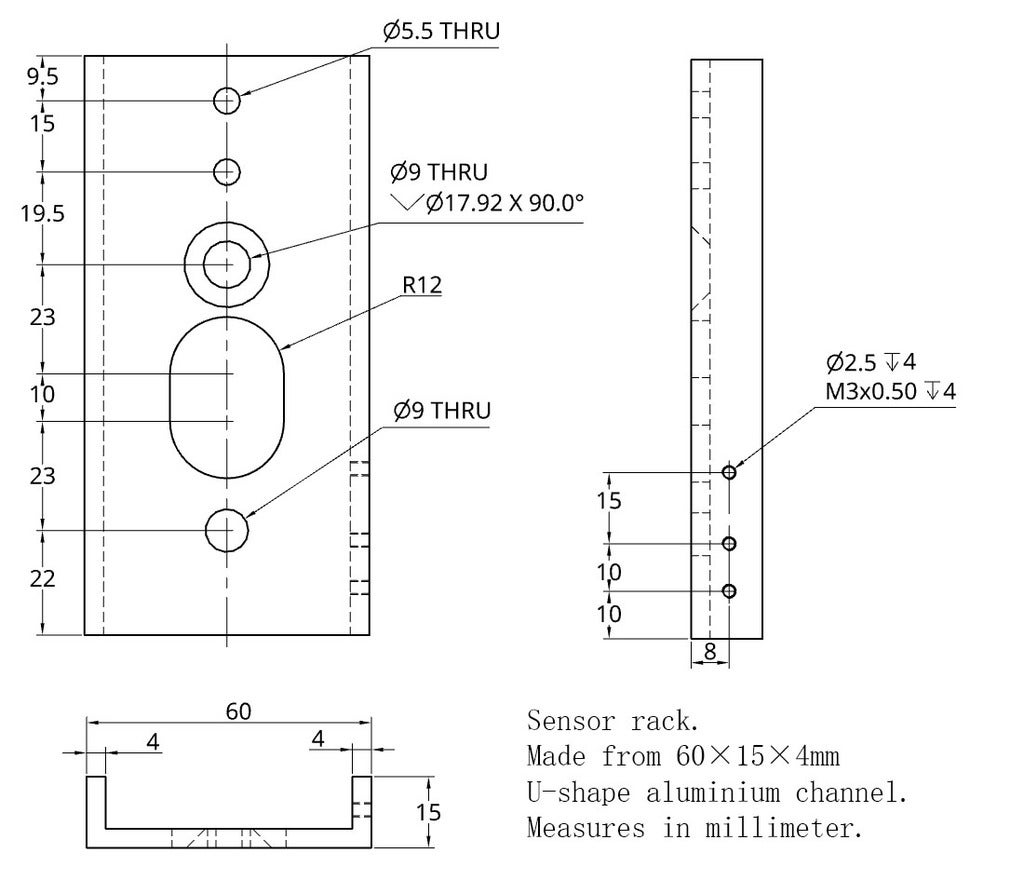 Ø5.5 THRU
9.5
15
Ø9 THRU
⌵Ø17.92 X 90.0°
19.5
R12
23
10
Ø9 THRU
23
22
Ø2.5 ↧4
M3x0.50 ↧4
15
10
10
8
60
4
4
15
Sensor rack.
Made from 60×15×4mm
U-shape aluminium channel.
Measures in millimeter.